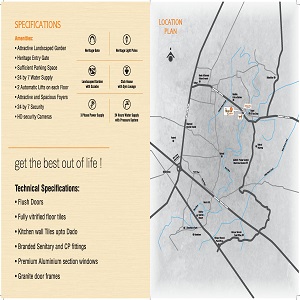 SPECIFICATIONS
Amenities:
• Attractive Landscaped Garden
• Heritage Entry Gate
• Sufficient Parking Space
• 24 by 7 Water Supply
• 2 Automatic Lifts on each Floor
• Attractive and Spacious Foyers
• 24 by 7 Security
• HD security Cameras
Heritage Gate
Heritage Light Poles
Landscaped Garden
with Gazebo
Club House
with Gym Lounge
3 Phase Power Supply
24 Hours Water Supply
with Pressure System
get the best out of life !
Technical Specifications:
• Flush Doors
• Fully vitrified floor tiles
• Kitchen wall Tiles upto Dado
• Branded Sanitary and CP fittings
• Premium Aluminium section windows
• Granite door frames
LOCATION
PLAN